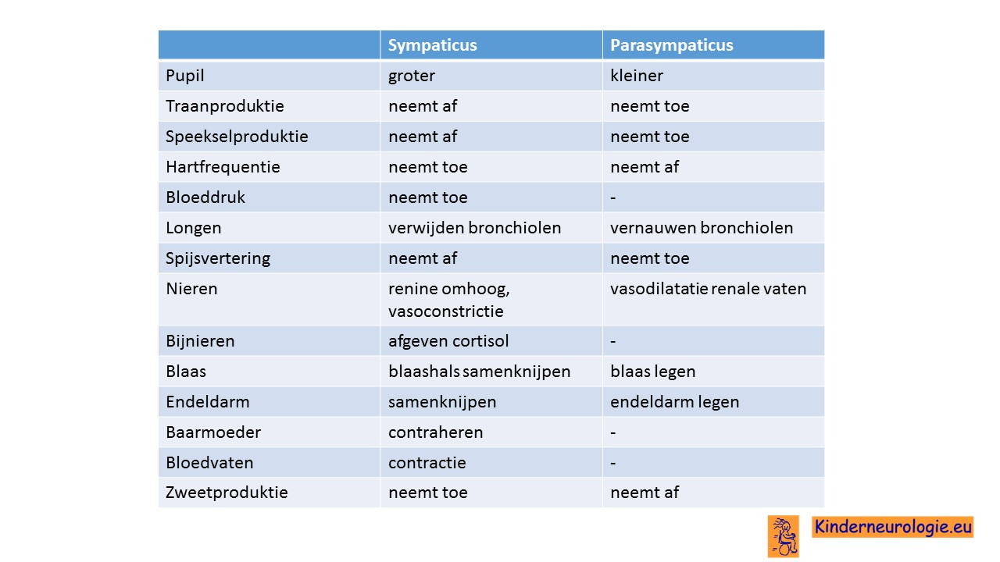 Sympaticus Parasympaticus
Pupil groter kleiner
Traanproduktie neemt af neemt toe
Speekselproduktie neemt af neemt toe
Hartfrequentie neemt toe neemt af
Bloeddruk neemt toe -
Longen verwijden bronchiolen vernauwen bronchiolen
Spijsvertering neemt af neemt toe
Nieren renine omhoog, vasodilatatie renale vaten
vasoconstrictie
Bijnieren afgeven cortisol -
Blaas blaashals samenknijpen blaas legen
Endeldarm samenknijpen endeldarm legen
Baarmoeder contraheren -
Bloedvaten contractie -
Zweetproduktie neemt toe neemt af
Kinderneurologie.eu